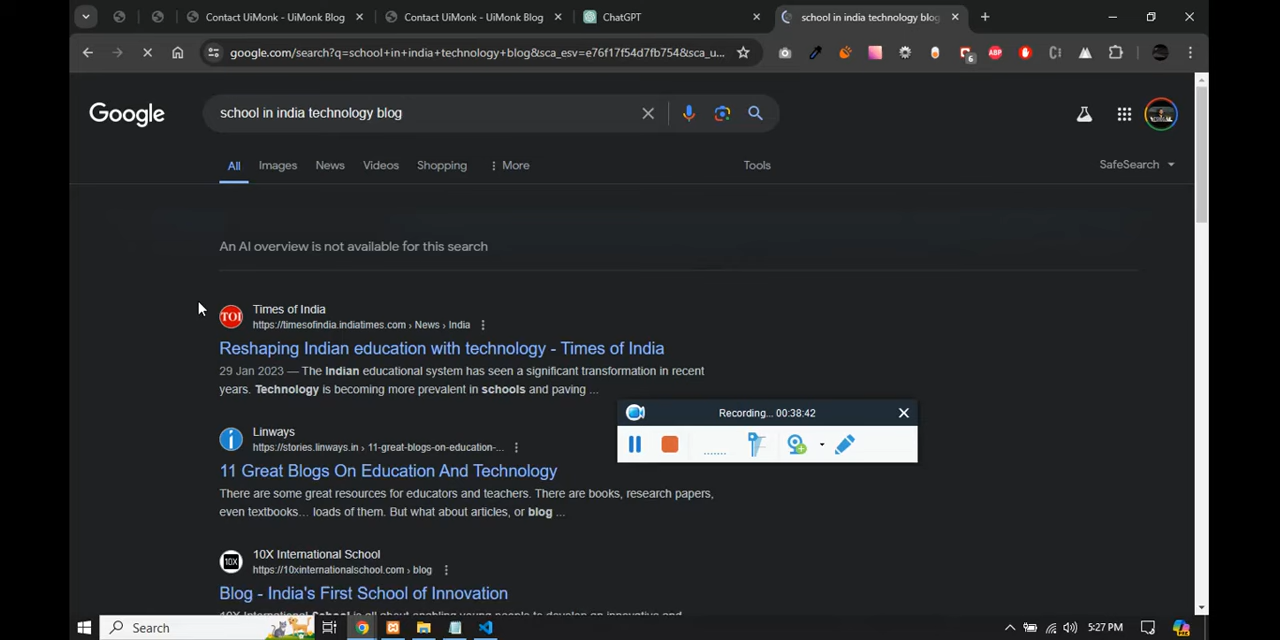 Contact UiMonk - UiMonk Blog
Contact UiMonk - UiMonk Blog
ChatGPT
school in india technology blog
google.com/search?q=school+in+india+technology+blog&sca_esv=e76f17f54d7fb754&sca_u...
6
ABP
Google
school in india technology blog
All
Images
News
Videos
Shopping
More
Tools
SafeSearch
An AI overview is not available for this search
TOI
Times of India
https://timesofindia.indiatimes.com › News › India
Reshaping Indian education with technology - Times of India
29 Jan 2023 — The Indian educational system has seen a significant transformation in recent
years. Technology is becoming more prevalent in schools and paving ...
Recording... 00:38:42
Linways
https://stories.linways.in › 11-great-blogs-on-education-...
11 Great Blogs On Education And Technology
There are some great resources for educators and teachers. There are books, research papers,
even textbooks... loads of them. But what about articles, or blog ...
10X
10X International School
https://10xinternationalschool.com › blog
Blog - India's First School of Innovation
Search
5:27 PM